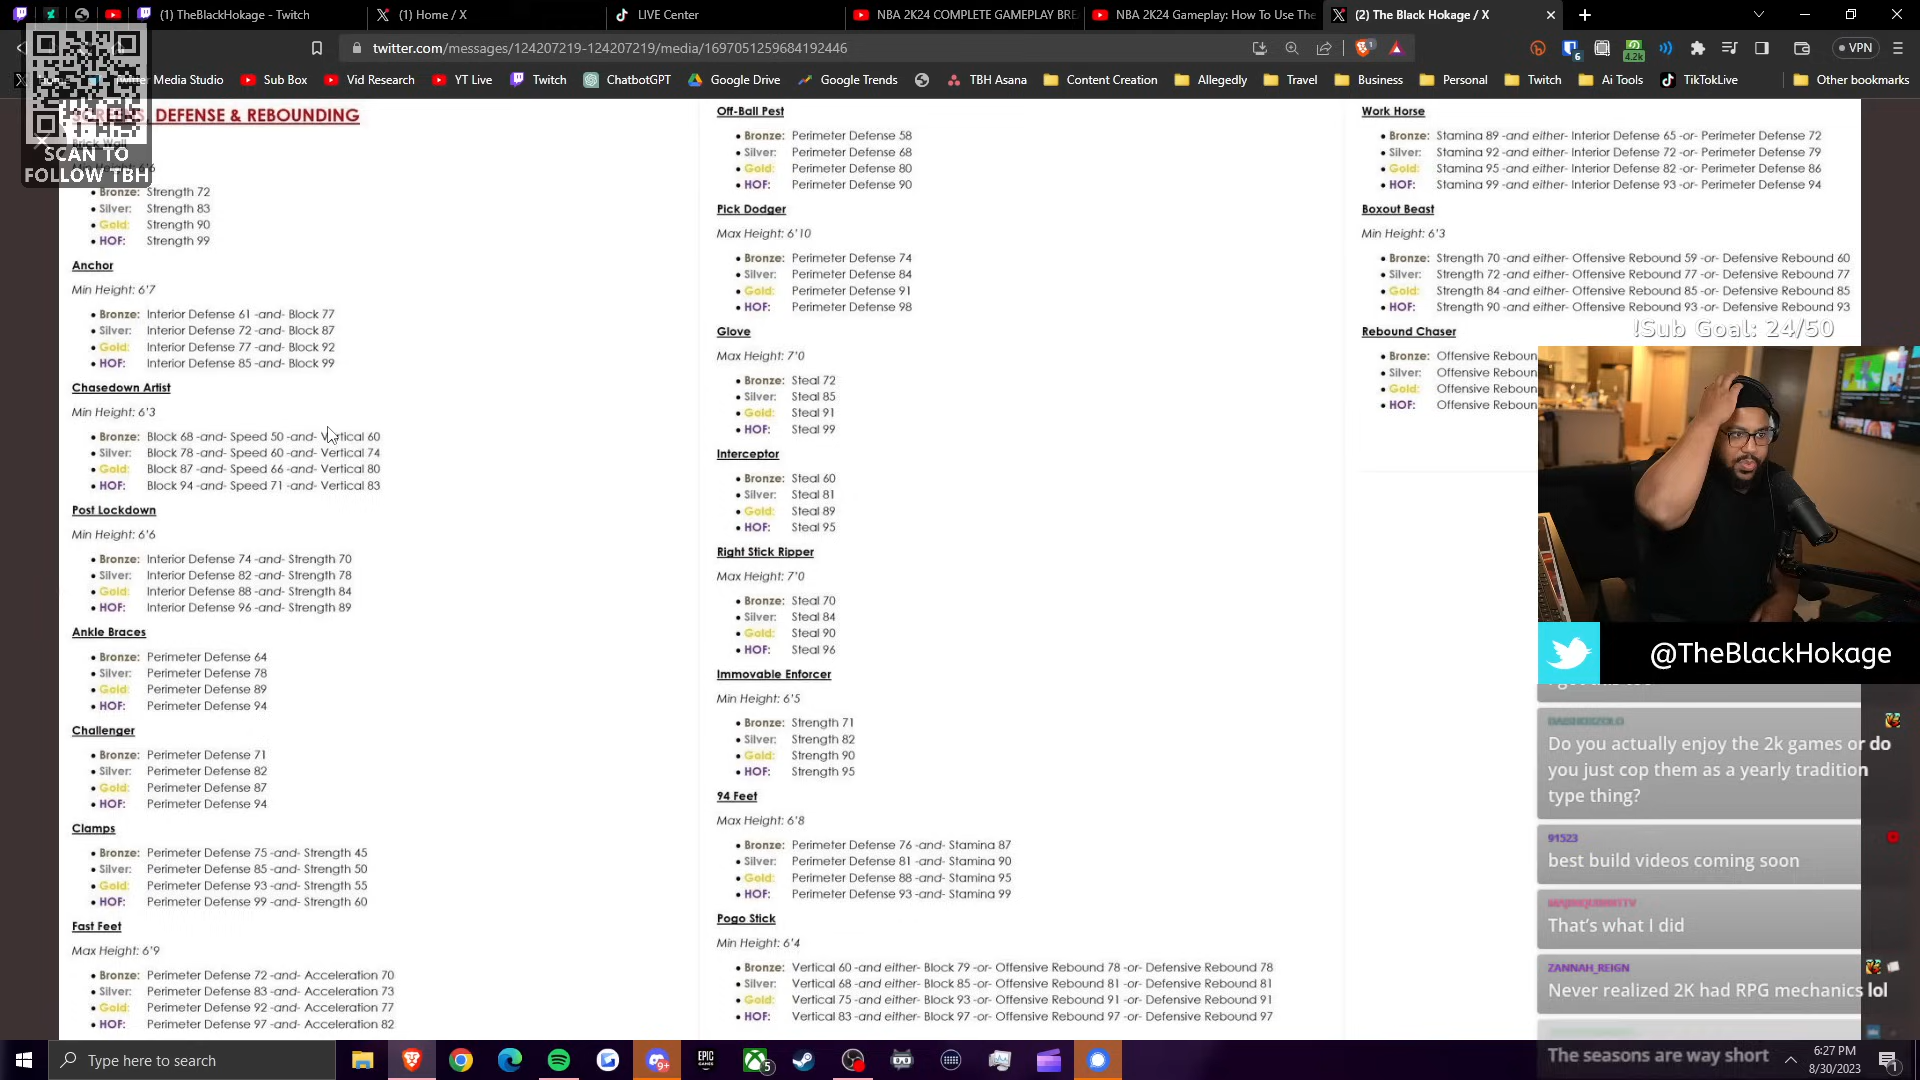 (1) TheBlackHokage - Twitch
(1) Home / X
LIVE Center
NBA 2K24 COMPLETE GAMEPLAY BRE
NBA 2K24 Gameplay: How To Use The
(2) The Black Hokage / X
twitter.com/messages/124207219-124207219/media/1697051259684192446
VPN
Twitter Media Studio
Sub Box
Vid Research
YT Live
Twitch
ChatbotGPT
Google Drive
Google Trends
TBH Asana
Content Creation
Allegedly
Travel
Business
Personal
Twitch
Ai Tools
TikTokLive
Other bookmarks
SCAN TO
FOLLOW TBH
DEFENSE & REBOUNDING
Bronze: Strength 72
Silver: Strength 83
Gold: Strength 90
HOF: Strength 99
Anchor
Min Height: 6'7
Bronze: Interior Defense 61 -and- Block 77
Silver: Interior Defense 72 -and- Block 87
Gold: Interior Defense 77 -and- Block 92
HOF: Interior Defense 85 -and- Block 99
Chasedown Artist
Min Height: 6'3
Bronze: Block 68 -and- Speed 50 -and- Vertical 60
Silver: Block 78 -and- Speed 60 -and- Vertical 74
Gold: Block 87 -and- Speed 66 -and- Vertical 80
HOF: Block 94 -and- Speed 71 -and- Vertical 83
Post Lockdown
Min Height: 6'6
Bronze: Interior Defense 74 -and- Strength 70
Silver: Interior Defense 82 -and- Strength 78
Gold: Interior Defense 88 -and- Strength 84
HOF: Interior Defense 96 -and- Strength 89
Ankle Braces
Bronze: Perimeter Defense 64
Silver: Perimeter Defense 78
Gold: Perimeter Defense 89
HOF: Perimeter Defense 94
Challenger
Bronze: Perimeter Defense 71
Silver: Perimeter Defense 82
Gold: Perimeter Defense 87
HOF: Perimeter Defense 94
Clamps
Bronze: Perimeter Defense 75 -and- Strength 45
Silver: Perimeter Defense 85 -and- Strength 50
Gold: Perimeter Defense 93 -and- Strength 55
HOF: Perimeter Defense 99 -and- Strength 60
Fast Feet
Max Height: 6'9
Bronze: Perimeter Defense 72 -and- Acceleration 70
Silver: Perimeter Defense 83 -and- Acceleration 73
Gold: Perimeter Defense 92 -and- Acceleration 77
HOF: Perimeter Defense 97 -and- Acceleration 82
Off-Ball Pest
Bronze: Perimeter Defense 58
Silver: Perimeter Defense 68
Gold: Perimeter Defense 80
HOF: Perimeter Defense 90
Pick Dodger
Max Height: 6'10
Bronze: Perimeter Defense 74
Silver: Perimeter Defense 84
Gold: Perimeter Defense 91
HOF: Perimeter Defense 98
Glove
Max Height: 7'0
Bronze: Steal 72
Silver: Steal 85
Gold: Steal 91
HOF: Steal 99
Interceptor
Bronze: Steal 60
Silver: Steal 81
Gold: Steal 89
HOF: Steal 95
Right Stick Ripper
Max Height: 7'0
Bronze: Steal 70
Silver: Steal 84
Gold: Steal 90
HOF: Steal 96
Immovable Enforcer
Min Height: 6'5
Bronze: Strength 71
Silver: Strength 82
Gold: Strength 90
HOF: Strength 95
94 Feet
Max Height: 6'8
Bronze: Perimeter Defense 76 -and- Stamina 87
Silver: Perimeter Defense 81 -and- Stamina 90
Gold: Perimeter Defense 88 -and- Stamina 95
HOF: Perimeter Defense 93 -and- Stamina 99
Pogo Stick
Min Height: 6'4
Bronze: Vertical 60 -and either- Block 79 -or- Offensive Rebound 78 -or- Defensive Rebound 78
Silver: Vertical 68 -and either- Block 85 -or- Offensive Rebound 81 -or- Defensive Rebound 81
Gold: Vertical 75 -and either- Block 93 -or- Offensive Rebound 91 -or- Defensive Rebound 91
HOF: Vertical 83 -and either- Block 97 -or- Offensive Rebound 97 -or- Defensive Rebound 97
Work Horse
Bronze: Stamina 89 -and either- Interior Defense 65 -or- Perimeter Defense 72
Silver: Stamina 92 -and either- Interior Defense 72 -or- Perimeter Defense 79
Gold: Stamina 95 -and either- Interior Defense 82 -or- Perimeter Defense 86
HOF: Stamina 99 -and either- Interior Defense 93 -or- Perimeter Defense 94
Boxout Beast
Min Height: 6'3
Bronze: Strength 70 -and either- Offensive Rebound 59 -or- Defensive Rebound 60
Silver: Strength 72 -and either- Offensive Rebound 77 -or- Defensive Rebound 77
Gold: Strength 84 -and either- Offensive Rebound 85 -or- Defensive Rebound 85
HOF: Strength 90 -and either- Offensive Rebound 93 -or- Defensive Rebound 93
!Sub Goal: 24/50
Rebound Chaser
Bronze: Offensive Reboun
Silver: Offensive Reboun
Gold: Offensive Reboun
HOF: Offensive Reboun
@TheBlackHokage
Do you actually enjoy the 2k games or do
you just cop them as a yearly tradition
type thing?
91523
best build videos coming soon
That's what I did
ZANNAH_REIGN
Never realized 2K had RPG mechanics lol
The seasons are way short
Type here to search
EPIC
GAMES
5
9+
6:27 PM
8/30/2023
1